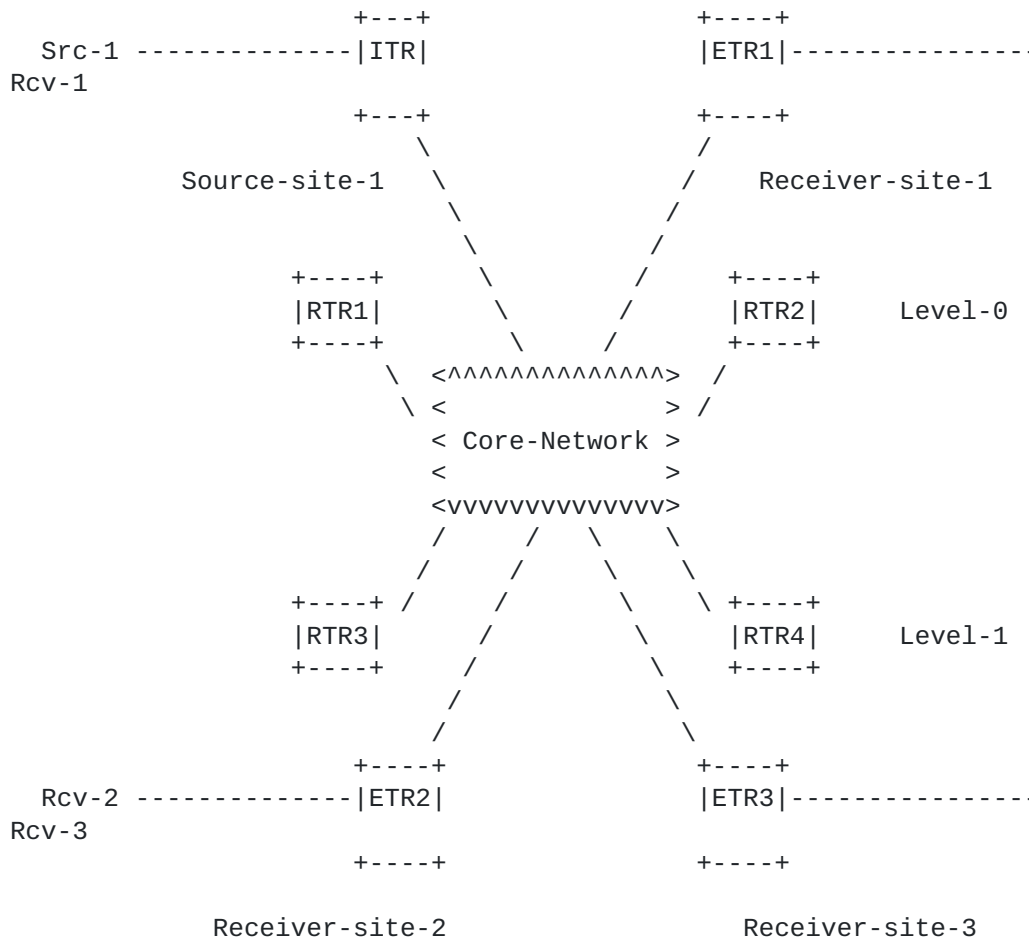 +---+ +----+
Src-1 --------------|ITR| |ETR1|----------------
Rcv-1
+---+ +----+
\ /
Source-site-1 \ / Receiver-site-1
\ /
\ /
+----+ \ / +----+
|RTR1| \ / |RTR2| Level-0
+----+ \ / +----+
\ <^^^^^^^^^^^^^^> /
\ < > /
< Core-Network >
< >
<vvvvvvvvvvvvvv>
/ / \ \
/ / \ \
+----+ / / \ \ +----+
|RTR3| / \ |RTR4| Level-1
+----+ / \ +----+
/ \
/ \
+----+ +----+
Rcv-2 --------------|ETR2| |ETR3|----------------
Rcv-3
+----+ +----+
Receiver-site-2 Receiver-site-3